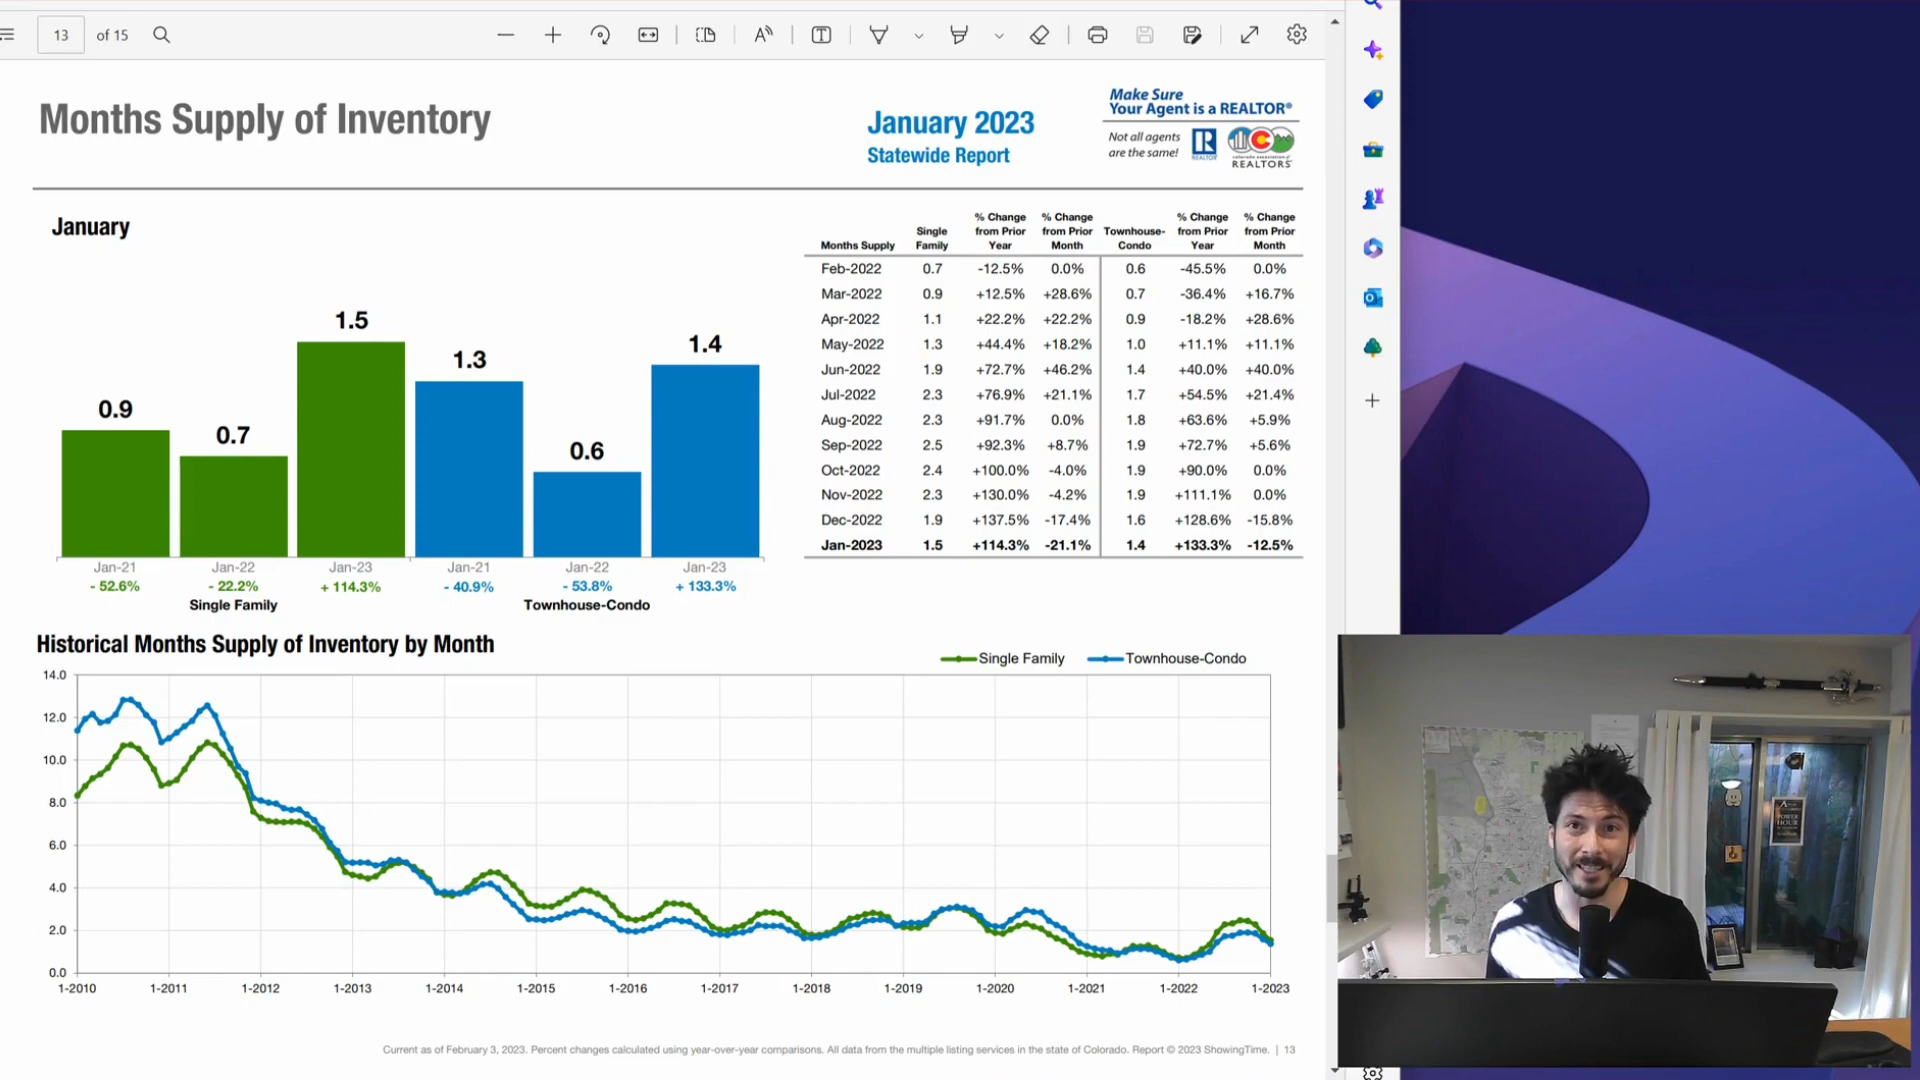 13 of 15
Months Supply of Inventory
January 2023
Statewide Report
Make Sure
Your Agent is a REALTOR®
Not all agents
are the same!
REALTOR
colorado association of
REALTORS
January
0.9
0.7
1.5
1.3
0.6
1.4
Jan-21 Jan-22 Jan-23 Jan-21 Jan-22 Jan-23
- 52.6% - 22.2% + 114.3% - 40.9% - 53.8% + 133.3%
Single Family Townhouse-Condo
Months Supply Single Family % Change from Prior Year % Change from Prior Month Townhouse-Condo % Change from Prior Year % Change from Prior Month
Feb-2022 0.7 -12.5% 0.0% 0.6 -45.5% 0.0%
Mar-2022 0.9 +12.5% +28.6% 0.7 -36.4% +16.7%
Apr-2022 1.1 +22.2% +22.2% 0.9 -18.2% +28.6%
May-2022 1.3 +44.4% +18.2% 1.0 +11.1% +11.1%
Jun-2022 1.9 +72.7% +46.2% 1.4 +40.0% +40.0%
Jul-2022 2.3 +76.9% +21.1% 1.7 +54.5% +21.4%
Aug-2022 2.3 +91.7% 0.0% 1.8 +63.6% +5.9%
Sep-2022 2.5 +92.3% +8.7% 1.9 +72.7% +5.6%
Oct-2022 2.4 +100.0% -4.0% 1.9 +90.0% 0.0%
Nov-2022 2.3 +130.0% -4.2% 1.9 +111.1% 0.0%
Dec-2022 1.9 +137.5% -17.4% 1.6 +128.6% -15.8%
Jan-2023 1.5 +114.3% -21.1% 1.4 +133.3% -12.5%
Historical Months Supply of Inventory by Month
Single Family Townhouse-Condo
14.0
12.0
10.0
8.0
6.0
4.0
2.0
0.0
1-2010 1-2011 1-2012 1-2013 1-2014 1-2015 1-2016 1-2017 1-2018 1-2019 1-2020 1-2021 1-2022 1-2023
Current as of February 3, 2023. Percent changes calculated using year-over-year comparisons. All data from the multiple listing services in the state of Colorado. Report © 2023 ShowingTime. | 13
POWER
HOUR